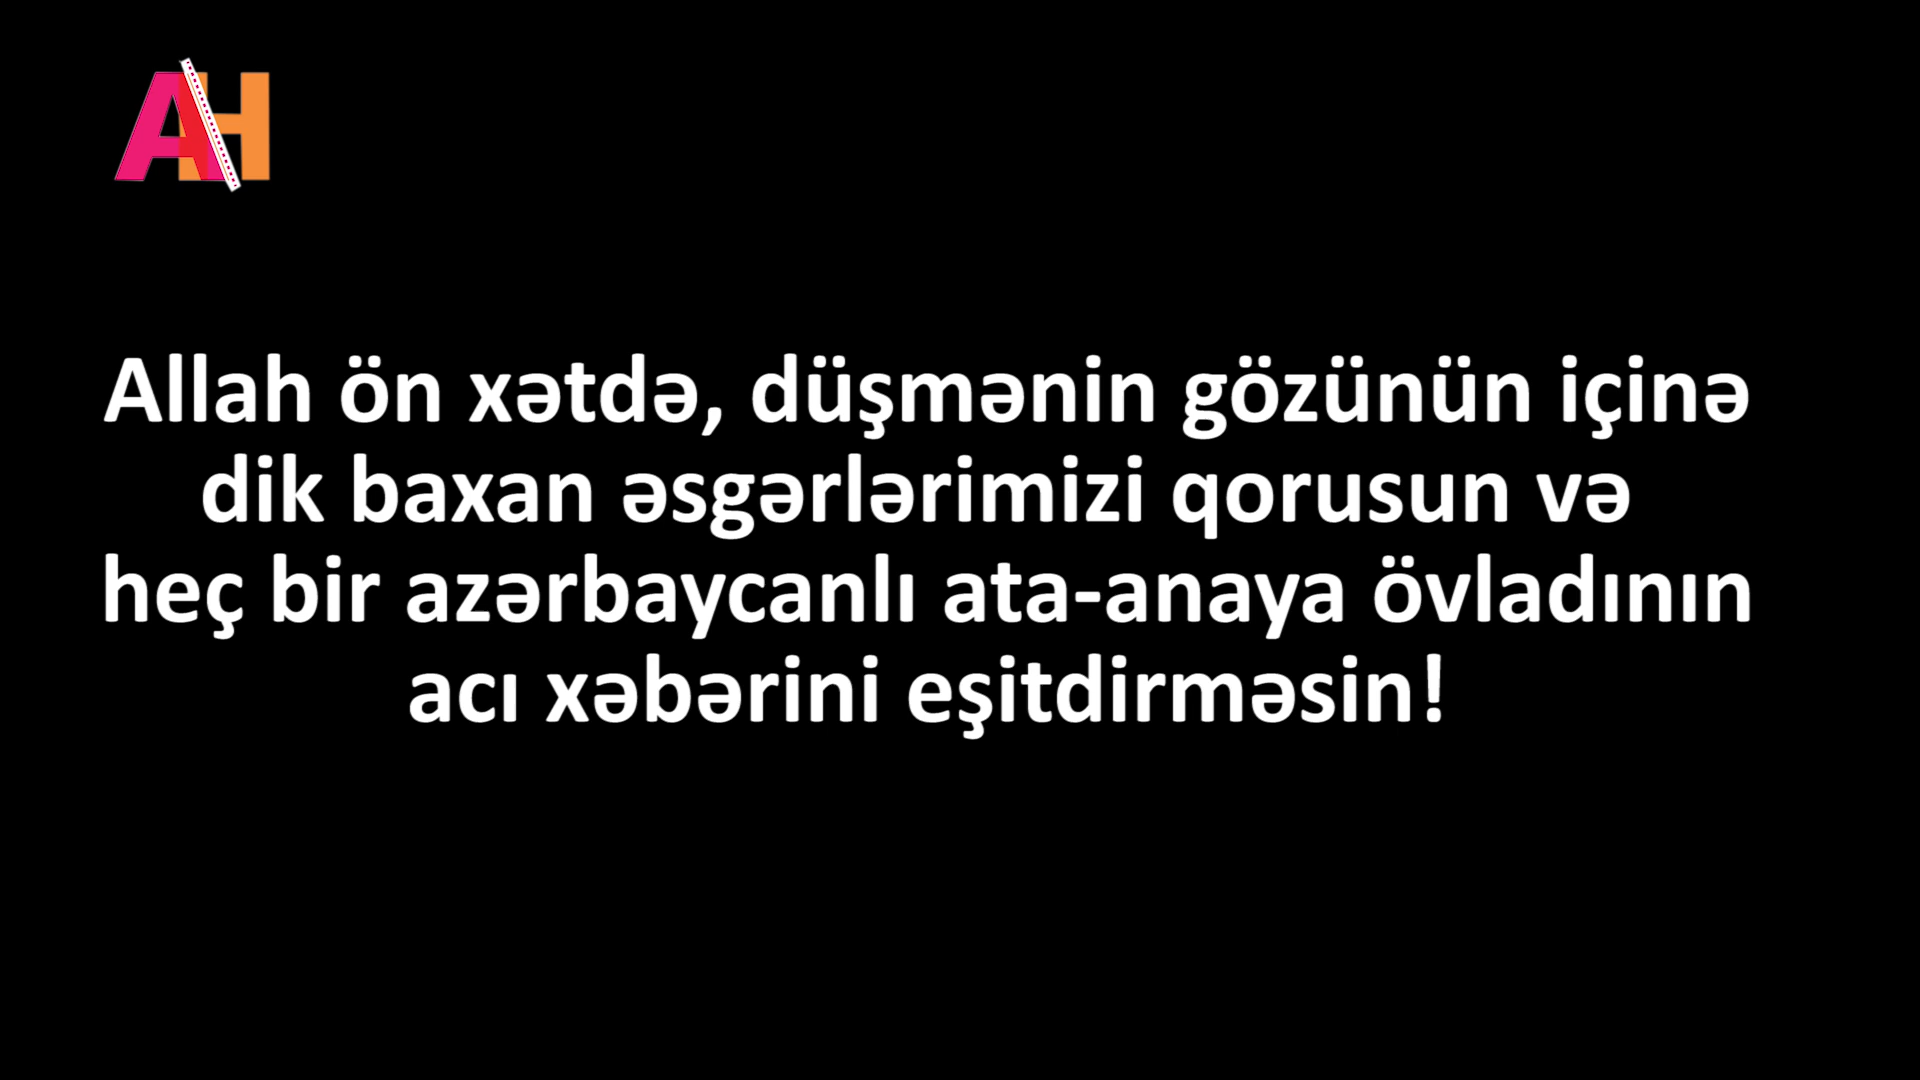 AH
Allah ön xətdə, düşmənin gözünün içinə
dik baxan əsgərlərimizi qorusun və
heç bir azərbaycanlı ata-anaya övladının
acı xəbərini eşitdirməsin!